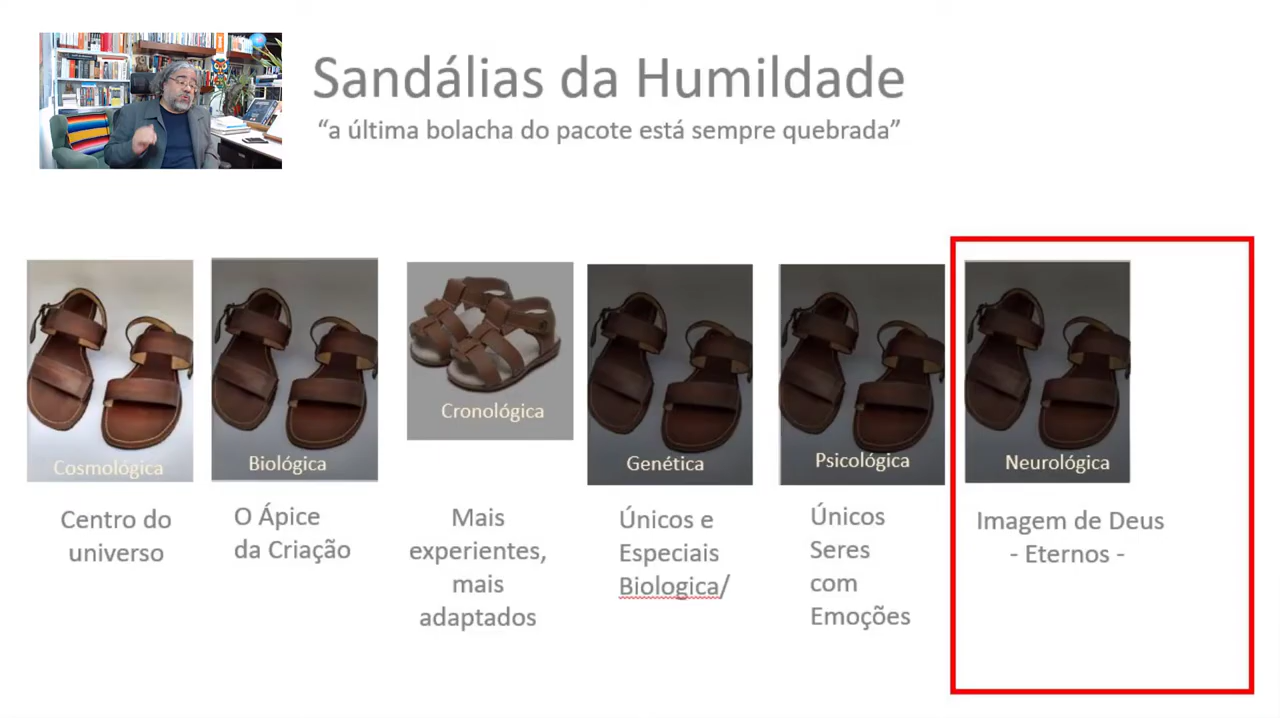 Sandálias da Humildade
“a última bolacha do pacote está sempre quebrada”
Cosmológica
Centro do
universo
Biológica
O Ápice
da Criação
Cronológica
Mais
experientes,
mais
adaptados
Genética
Únicos e
Especiais
Biologica/
Psicológica
Únicos
Seres
com
Emoções
Neurológica
Imagem de Deus
- Eternos -